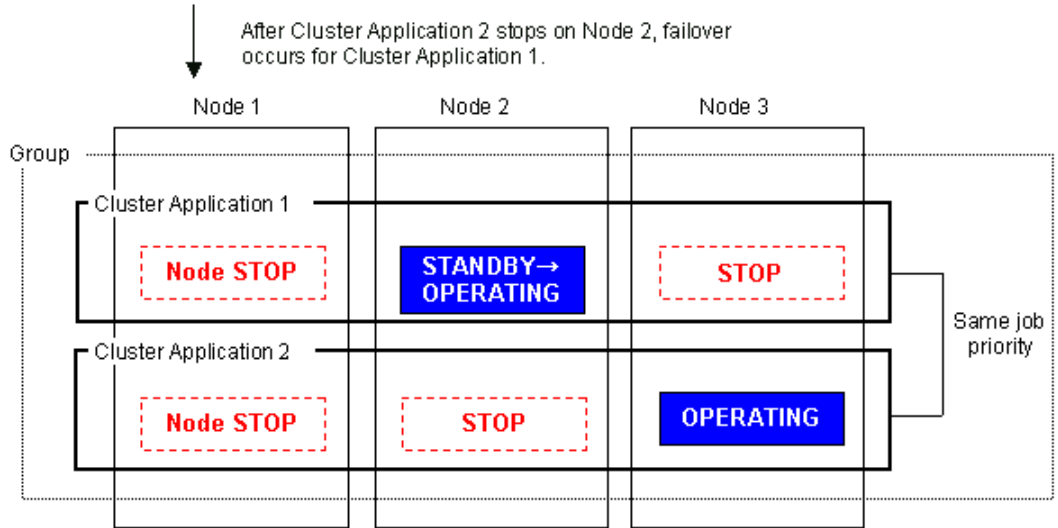 After Cluster Application 2 stops on Node 2, failover
occurs for Cluster Application 1.
Node 1
Node 2
Node 3
Group
Cluster Application 1
Node STOP
STANDBY→
OPERATING
STOP
Same job
priority
Cluster Application 2
Node STOP
STOP
OPERATING